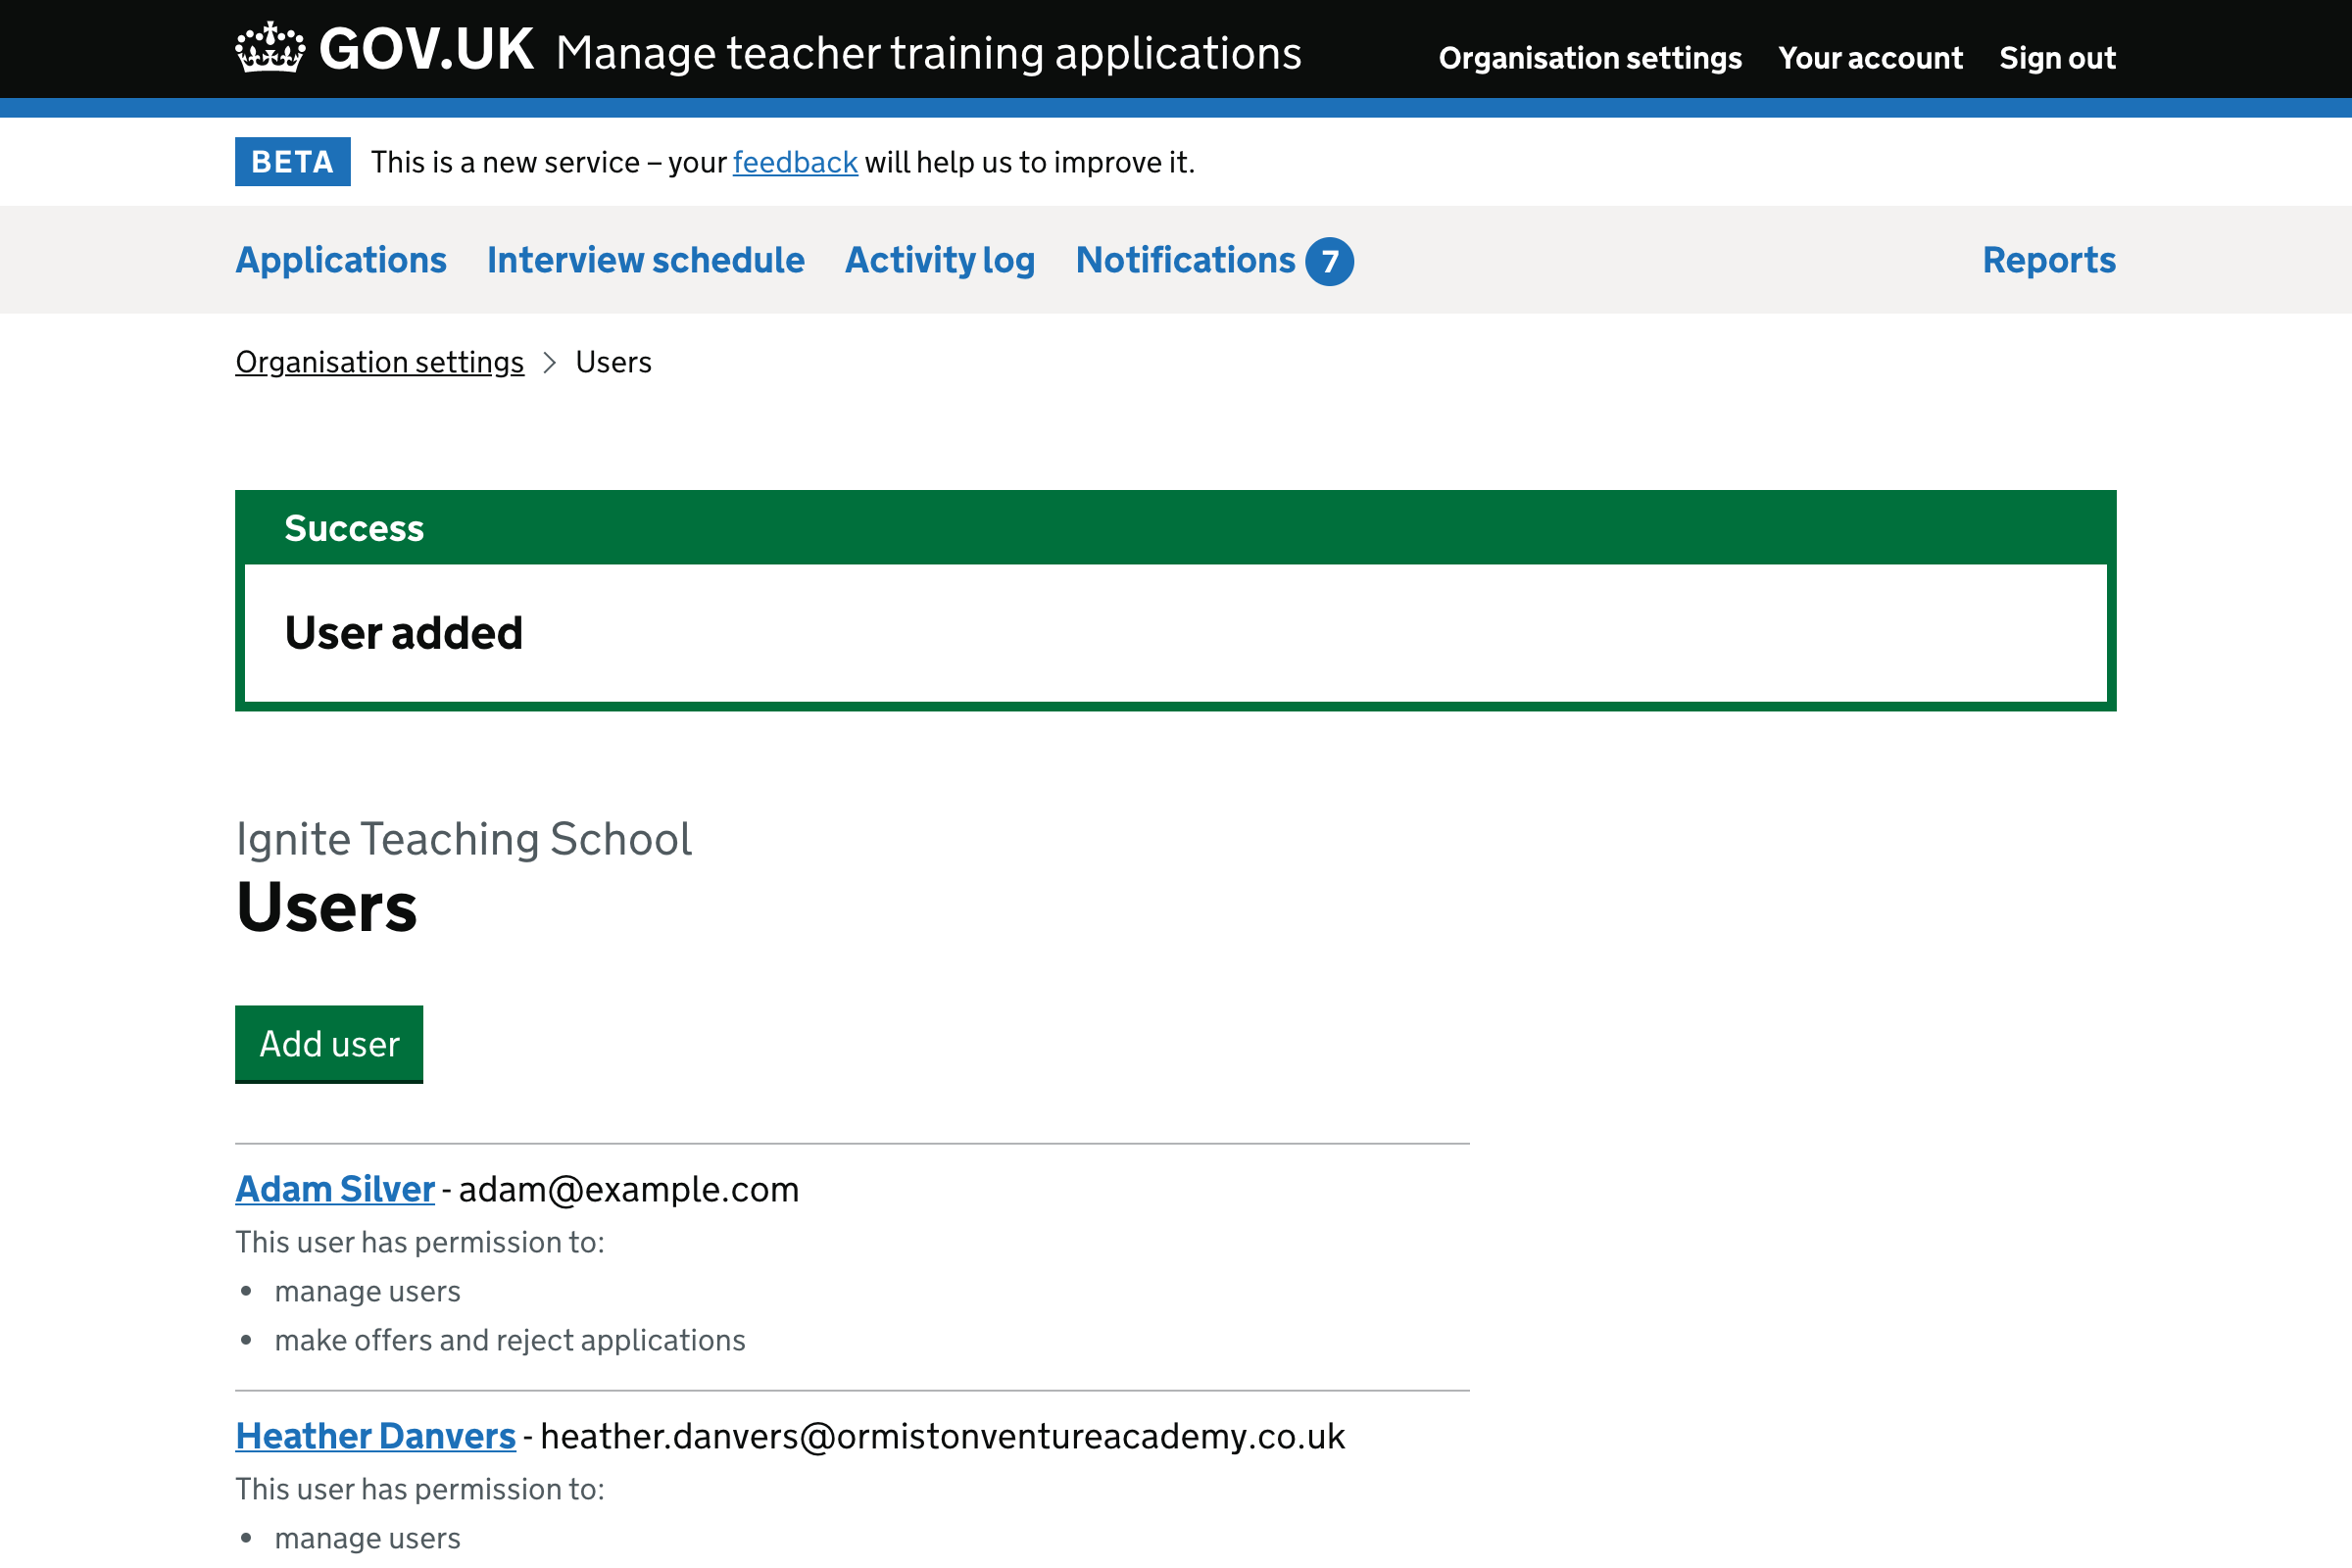 GOV.UK Manage teacher training applications Organisation settings Your account Sign out
BETA This is a new service – your feedback will help us to improve it.
Applications Interview schedule Activity log Notifications 7 Reports
Organisation settings > Users
Success
User added
Ignite Teaching School
Users
Add user
Adam Silver - adam@example.com
This user has permission to:
• manage users
• make offers and reject applications
Heather Danvers - heather.danvers@ormistonventureacademy.co.uk
This user has permission to:
• manage users